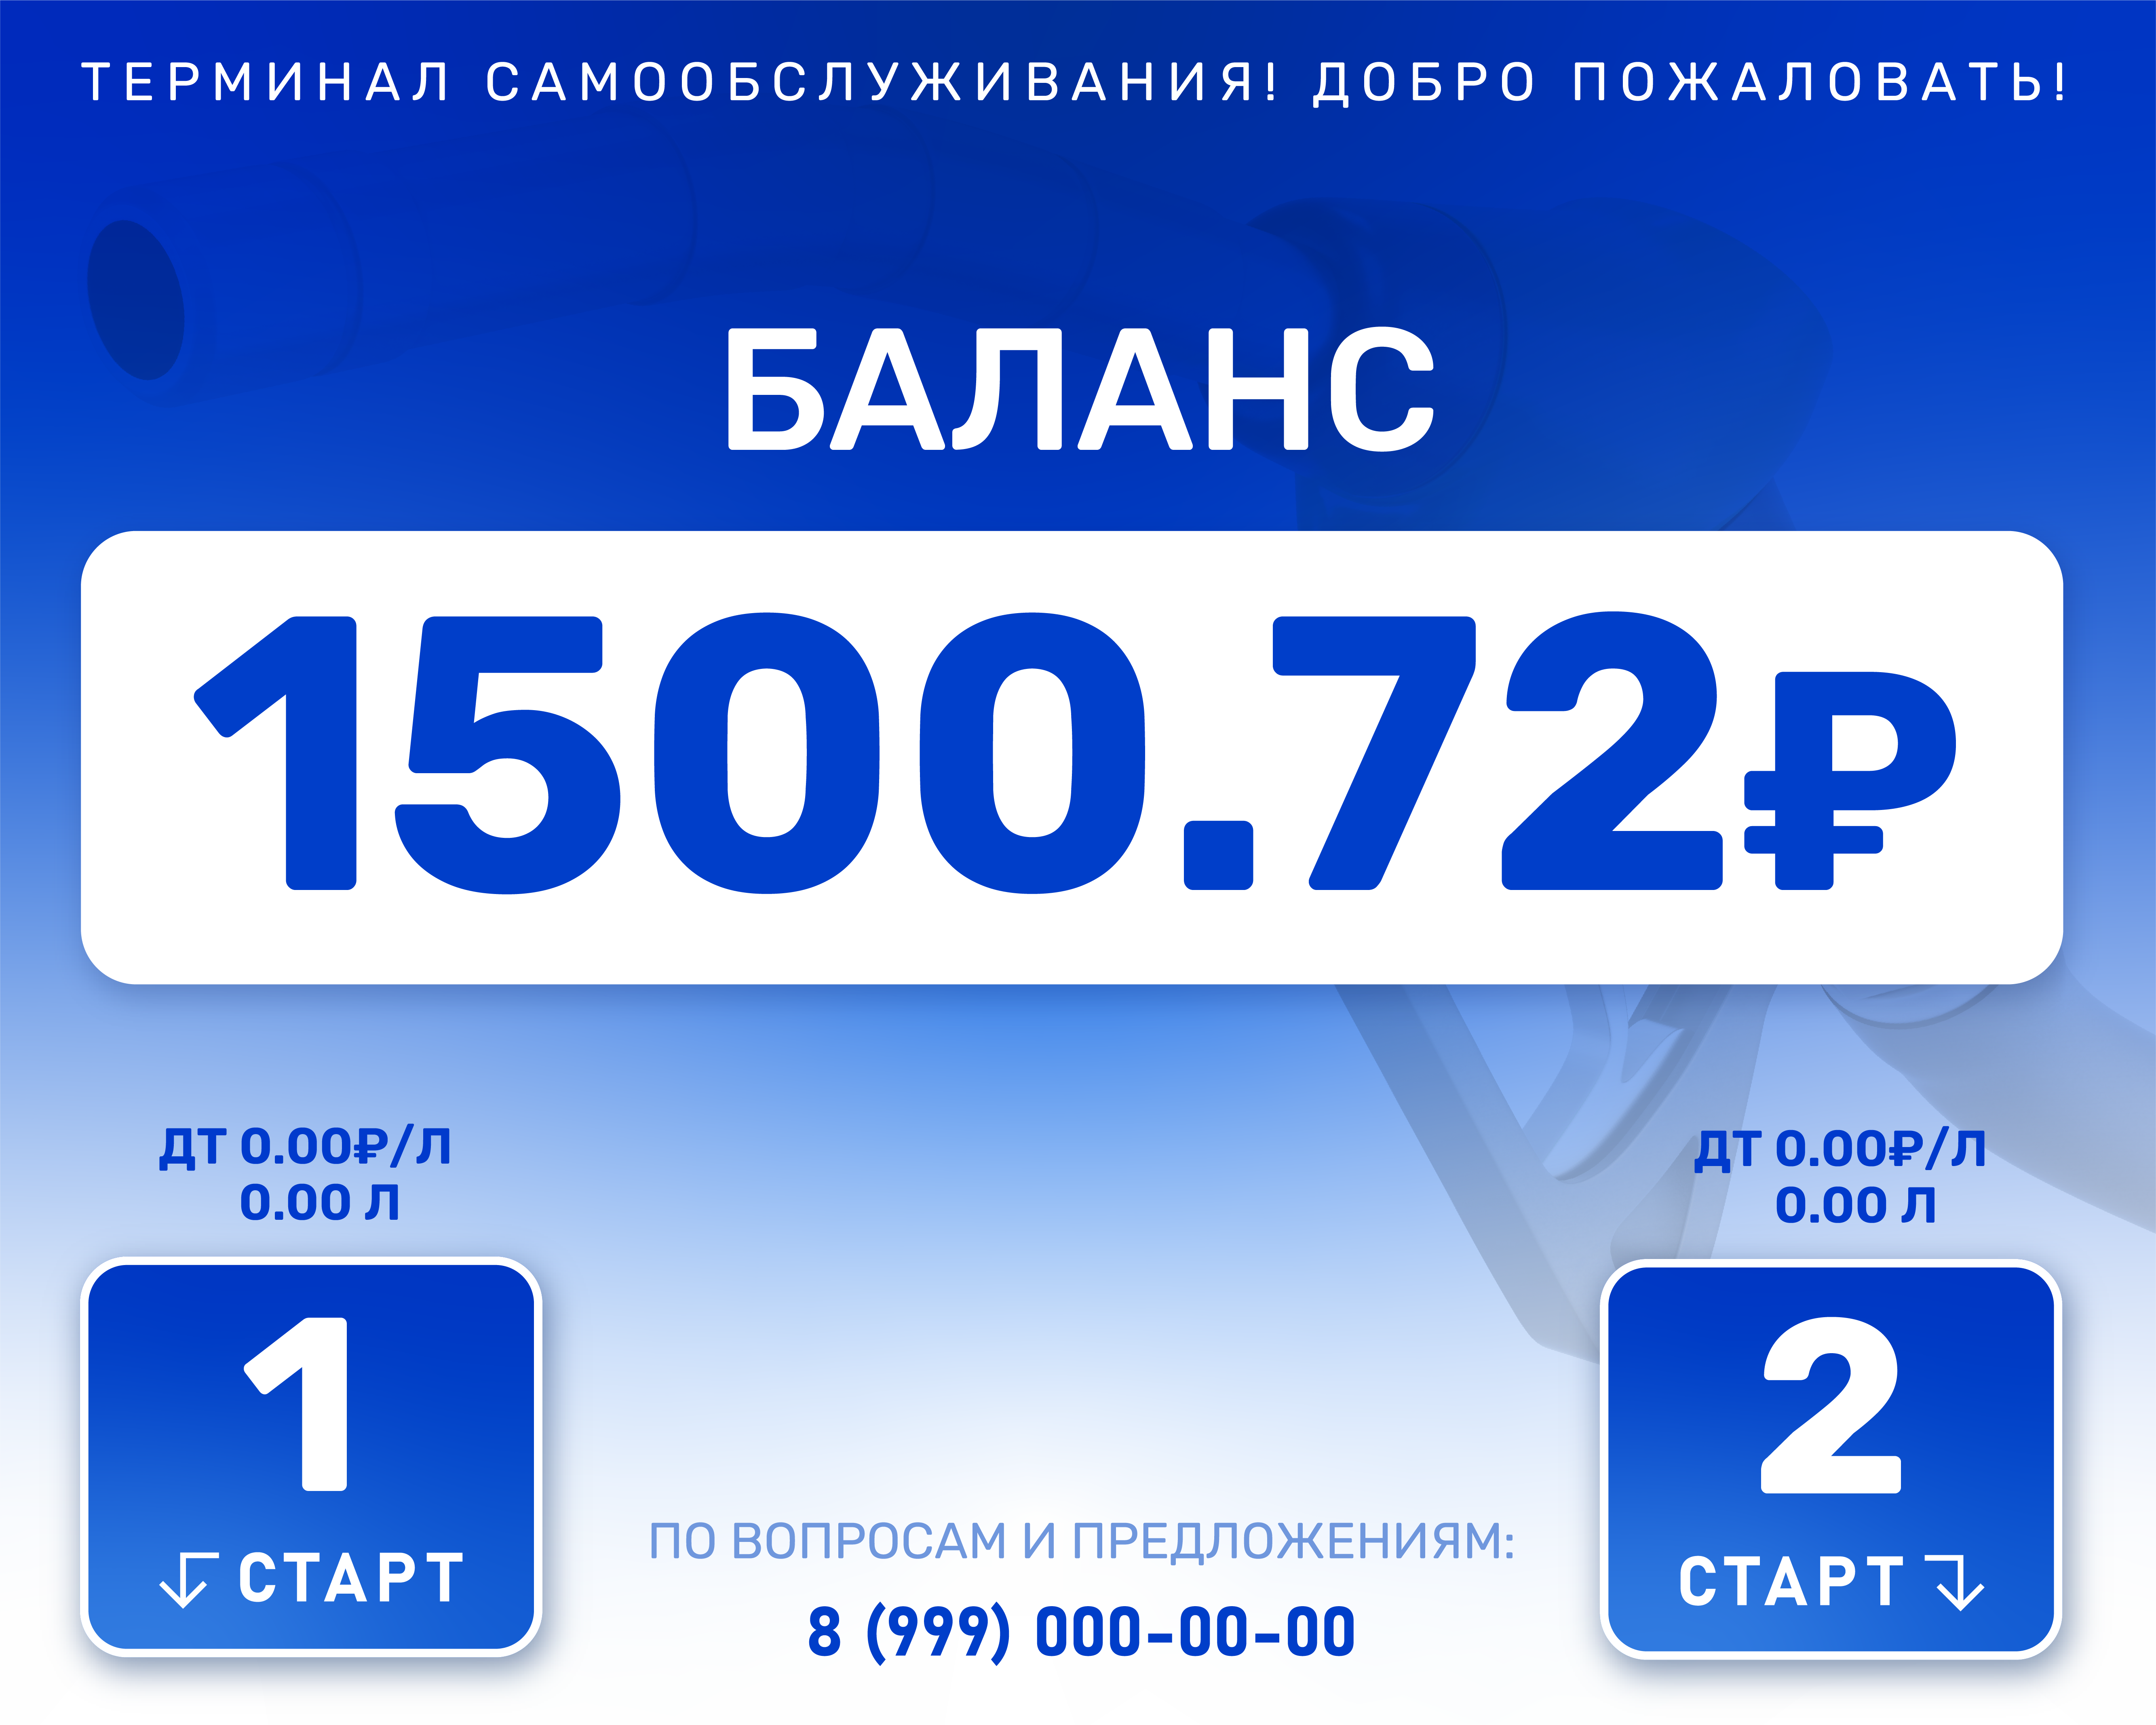 ТЕРМИНАЛ САМООБСЛУЖИВАНИЯ! ДОБРО ПОЖАЛОВАТЬ!
БАЛАНС
1500.72₽
ДТ 0.00₽/Л
0.00 Л
1
СТАРТ
ДТ 0.00₽/Л
0.00 Л
2
СТАРТ
ПО ВОПРОСАМ И ПРЕДЛОЖЕНИЯМ:
8 (999) 000-00-00